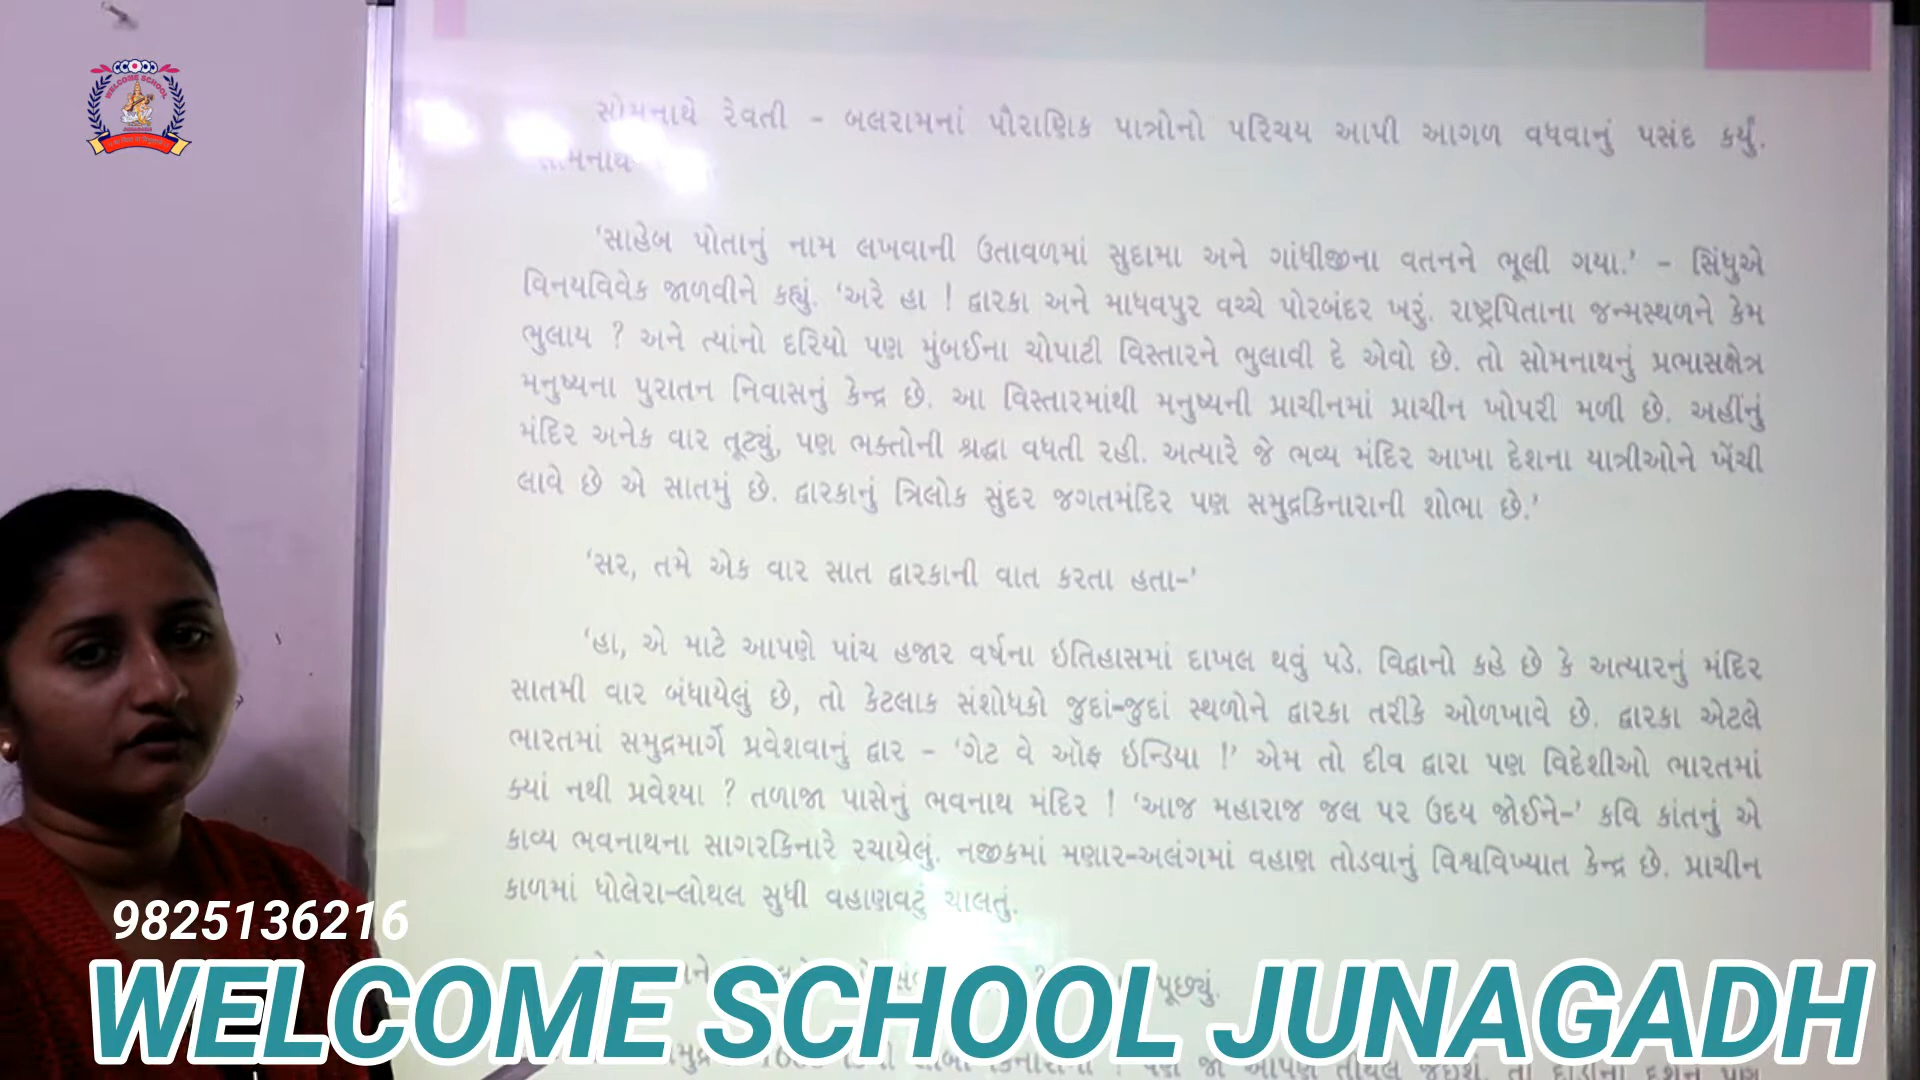 WELCOME SCHOOL
JUNAGADH
સોમનાથે રેવતી - બલરામનાં પૌરાણિક પાત્રોનો પરિચય આપી આગળ વધવાનું પસંદ કર્યું.
'સાહેબ પોતાનું નામ લખવાની ઉતાવળમાં સુદામા અને ગાંધીજીના વતનને ભૂલી ગયા.' - સિંધુએ
વિનયવિવેક જાળવીને કહ્યું. 'અરે હા ! દ્વારકા અને માધવપુર વચ્ચે પોરબંદર ખરું. રાષ્ટ્રપિતાના જન્મસ્થળને કેમ
ભુલાય ? અને ત્યાંનો દરિયો પણ મુંબઈના ચોપાટી વિસ્તારને ભુલાવી દે એવો છે. તો સોમનાથનું પ્રભાસક્ષેત્ર
મનુષ્યના પુરાતન નિવાસનું કેન્દ્ર છે. આ વિસ્તારમાંથી મનુષ્યની પ્રાચીનમાં પ્રાચીન ખોપરી મળી છે. અહીંનું
મંદિર અનેક વાર તૂટ્યું, પણ ભક્તોની શ્રદ્ધા વધતી રહી. અત્યારે જે ભવ્ય મંદિર આખા દેશના યાત્રીઓને ખેંચી
લાવે છે એ સાતમું છે. દ્વારકાનું ત્રિલોક સુંદર જગતમંદિર પણ સમુદ્રકિનારાની શોભા છે.'
'સર, તમે એક વાર સાત દ્વારકાની વાત કરતા હતા-'
'હા, એ માટે આપણે પાંચ હજાર વર્ષના ઇતિહાસમાં દાખલ થવું પડે. વિદ્વાનો કહે છે કે અત્યારનું મંદિર
સાતમી વાર બંધાયેલું છે, તો કેટલાક સંશોધકો જુદાં-જુદાં સ્થળોને દ્વારકા તરીકે ઓળખાવે છે. દ્વારકા એટલે
ભારતમાં સમુદ્રમાર્ગે પ્રવેશવાનું દ્વાર - 'ગેટ વે ઑફ ઇન્ડિયા !' એમ તો દીવ દ્વારા પણ વિદેશીઓ ભારતમાં
ક્યાં નથી પ્રવેશ્યા ? તળાજા પાસેનું ભવનાથ મંદિર ! 'આજ મહારાજ જલ પર ઉદય જોઈને-' કવિ કાંતનું એ
કાવ્ય ભવનાથના સાગરકિનારે રચાયેલું. નજીકમાં મણાર-અલંગમાં વહાણ તોડવાનું વિશ્વવિખ્યાત કેન્દ્ર છે. પ્રાચીન
કાળમાં ધોલેરા-લોથલ સુધી વહાણવટું ચાલતું.
પૂછ્યું.
9825136216
WELCOME SCHOOL JUNAGADH